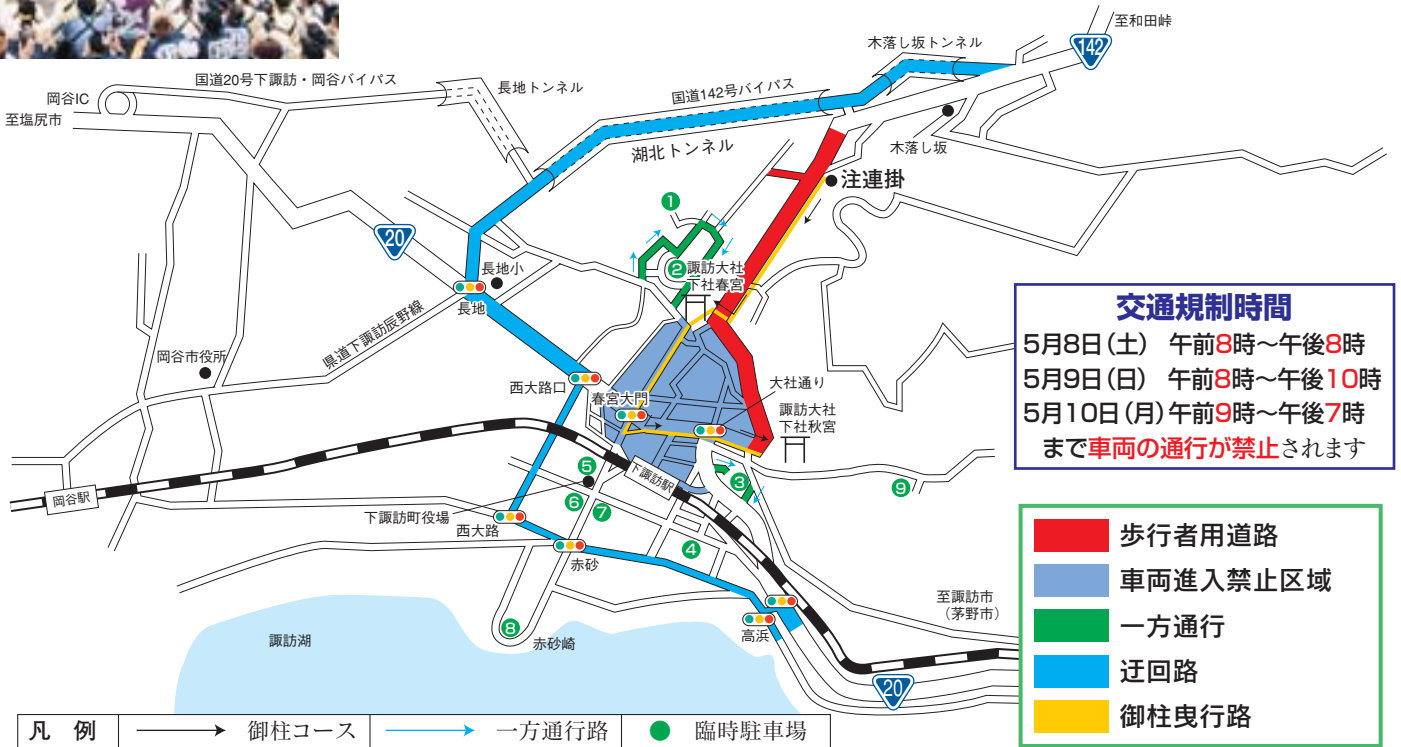 至和田峠
142
木落し坂トンネル
国道20号下諏訪・岡谷バイパス
長地トンネル
国道142号バイパス
岡谷IC
至塩尻市
木落し坂
湖北トンネル
注連掛
1
20
2
諏訪大社
下社春宮
長地小
長地
県道下諏訪辰野線
岡谷市役所
西大路口
春宮大門
大社通り
諏訪大社
下社秋宮
交通規制時間
5月8日(土) 午前8時～午後8時
5月9日(日) 午前8時～午後10時
5月10日(月)午前9時～午後7時
まで車両の通行が禁止されます
岡谷駅
下諏訪駅
5
3
9
6
7
下諏訪町役場
西大路
4
赤砂
至諏訪市
(茅野市)
8
高浜
赤砂崎
諏訪湖
20
歩行者用道路
車両進入禁止区域
一方通行
迂回路
御柱曳行路
凡 例 御柱コース 一方通行路 臨時駐車場